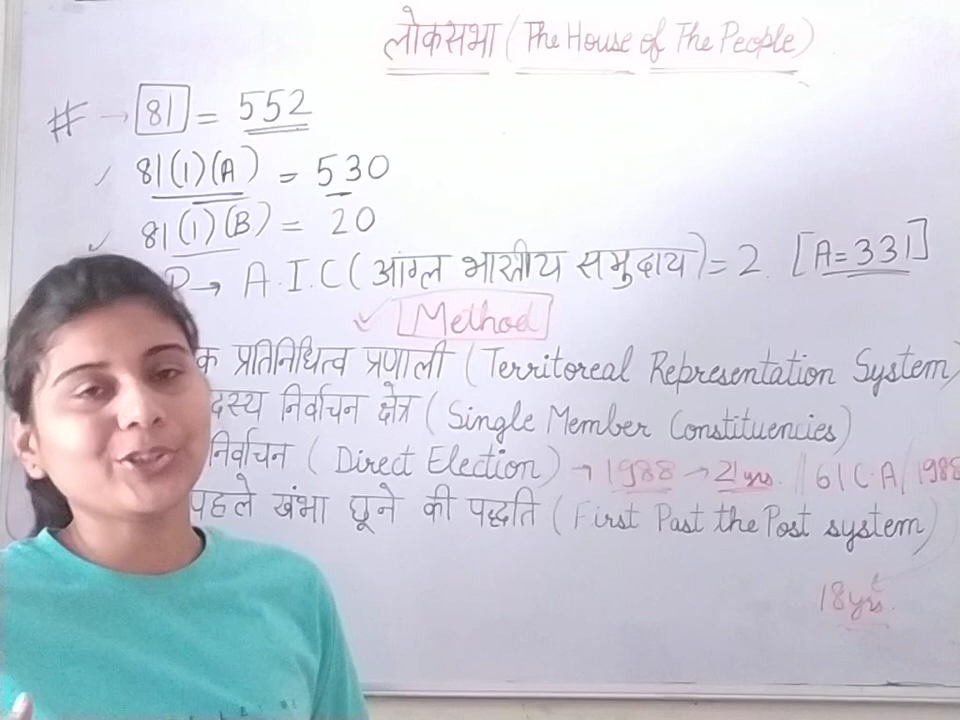 लोकसभा (The House of The People)
# → 81 = 552
✓ 81(1)(A) = 530
✓ 81(1)(B) = 20
→ A.I.C (आंग्ल भारतीय समुदाय) = 2. [A=331]
✓ Method
क प्रतिनिधित्व प्रणाली (Territoreal Representation System)
दस्य निर्वाचन क्षेत्र (Single Member Constituencies)
निर्वाचन (Direct Election) → 1988 → 21 yrs. // 61 C.A / 1988
पहले खंभा छूने की पद्धति (First Past the Post system)
18 yrs.